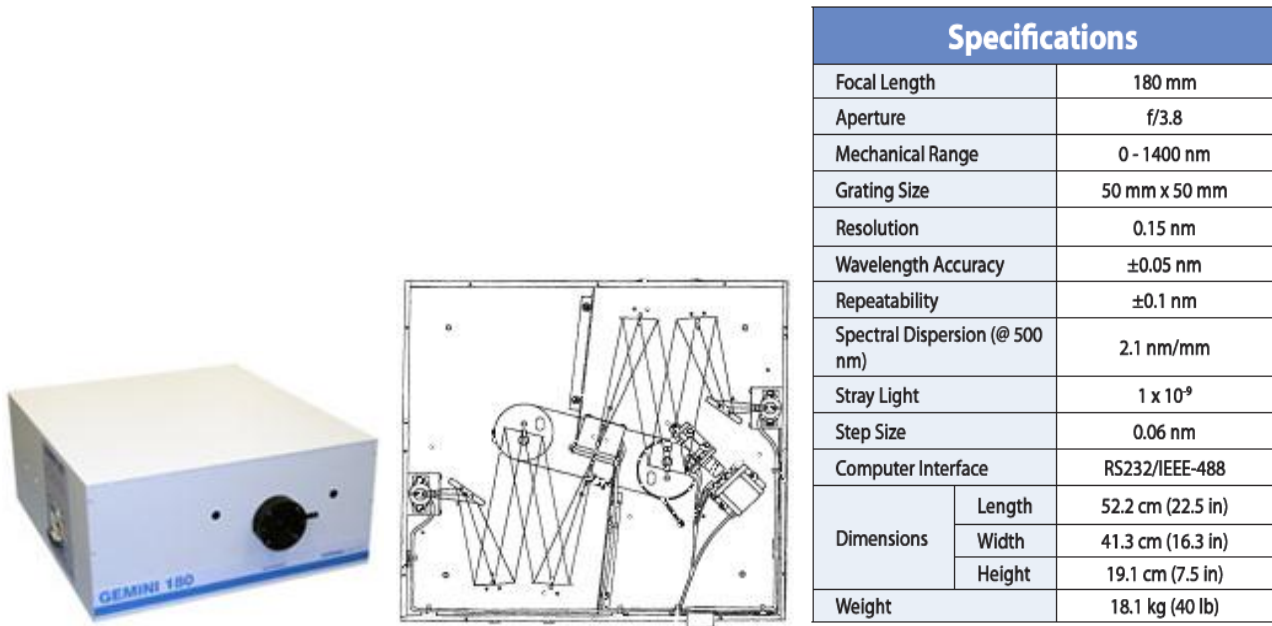 Specifications
Focal Length 180 mm
Aperture f/3.8
Mechanical Range 0 - 1400 nm
Grating Size 50 mm x 50 mm
Resolution 0.15 nm
Wavelength Accuracy ±0.05 nm
Repeatability ±0.1 nm
Spectral Dispersion (@ 500
nm) 2.1 nm/mm
Stray Light 1 x 10⁻⁹
Step Size 0.06 nm
Computer Interface RS232/IEEE-488
Dimensions Length 52.2 cm (22.5 in)
Width 41.3 cm (16.3 in)
Height 19.1 cm (7.5 in)
Weight 18.1 kg (40 lb)
GEMINI 180